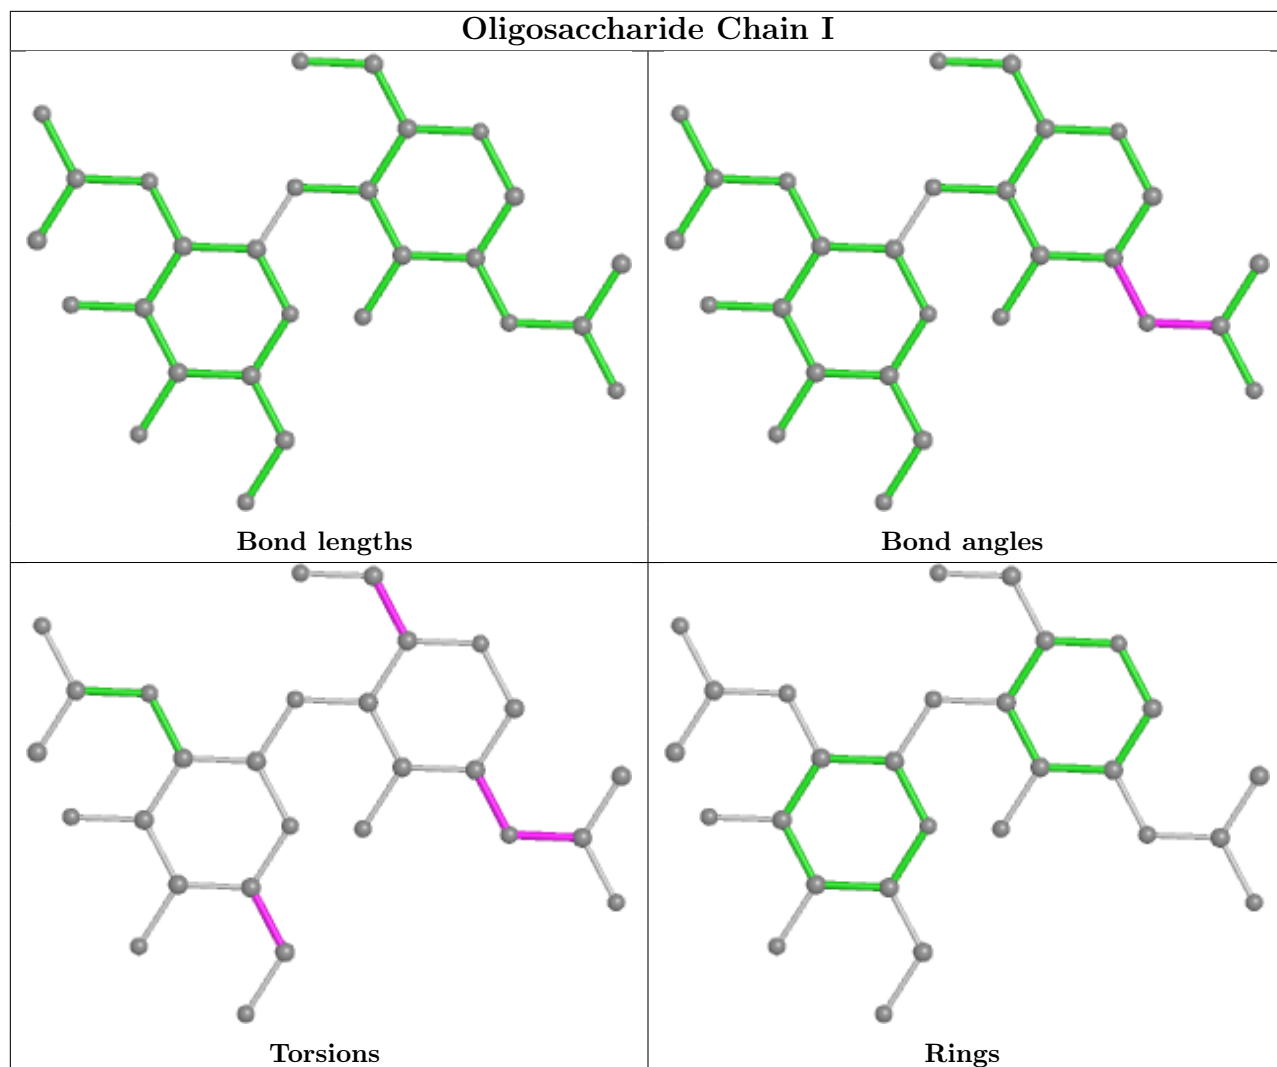 Oligosaccharide Chain I
Bond lengths
Bond angles
Torsions
Rings